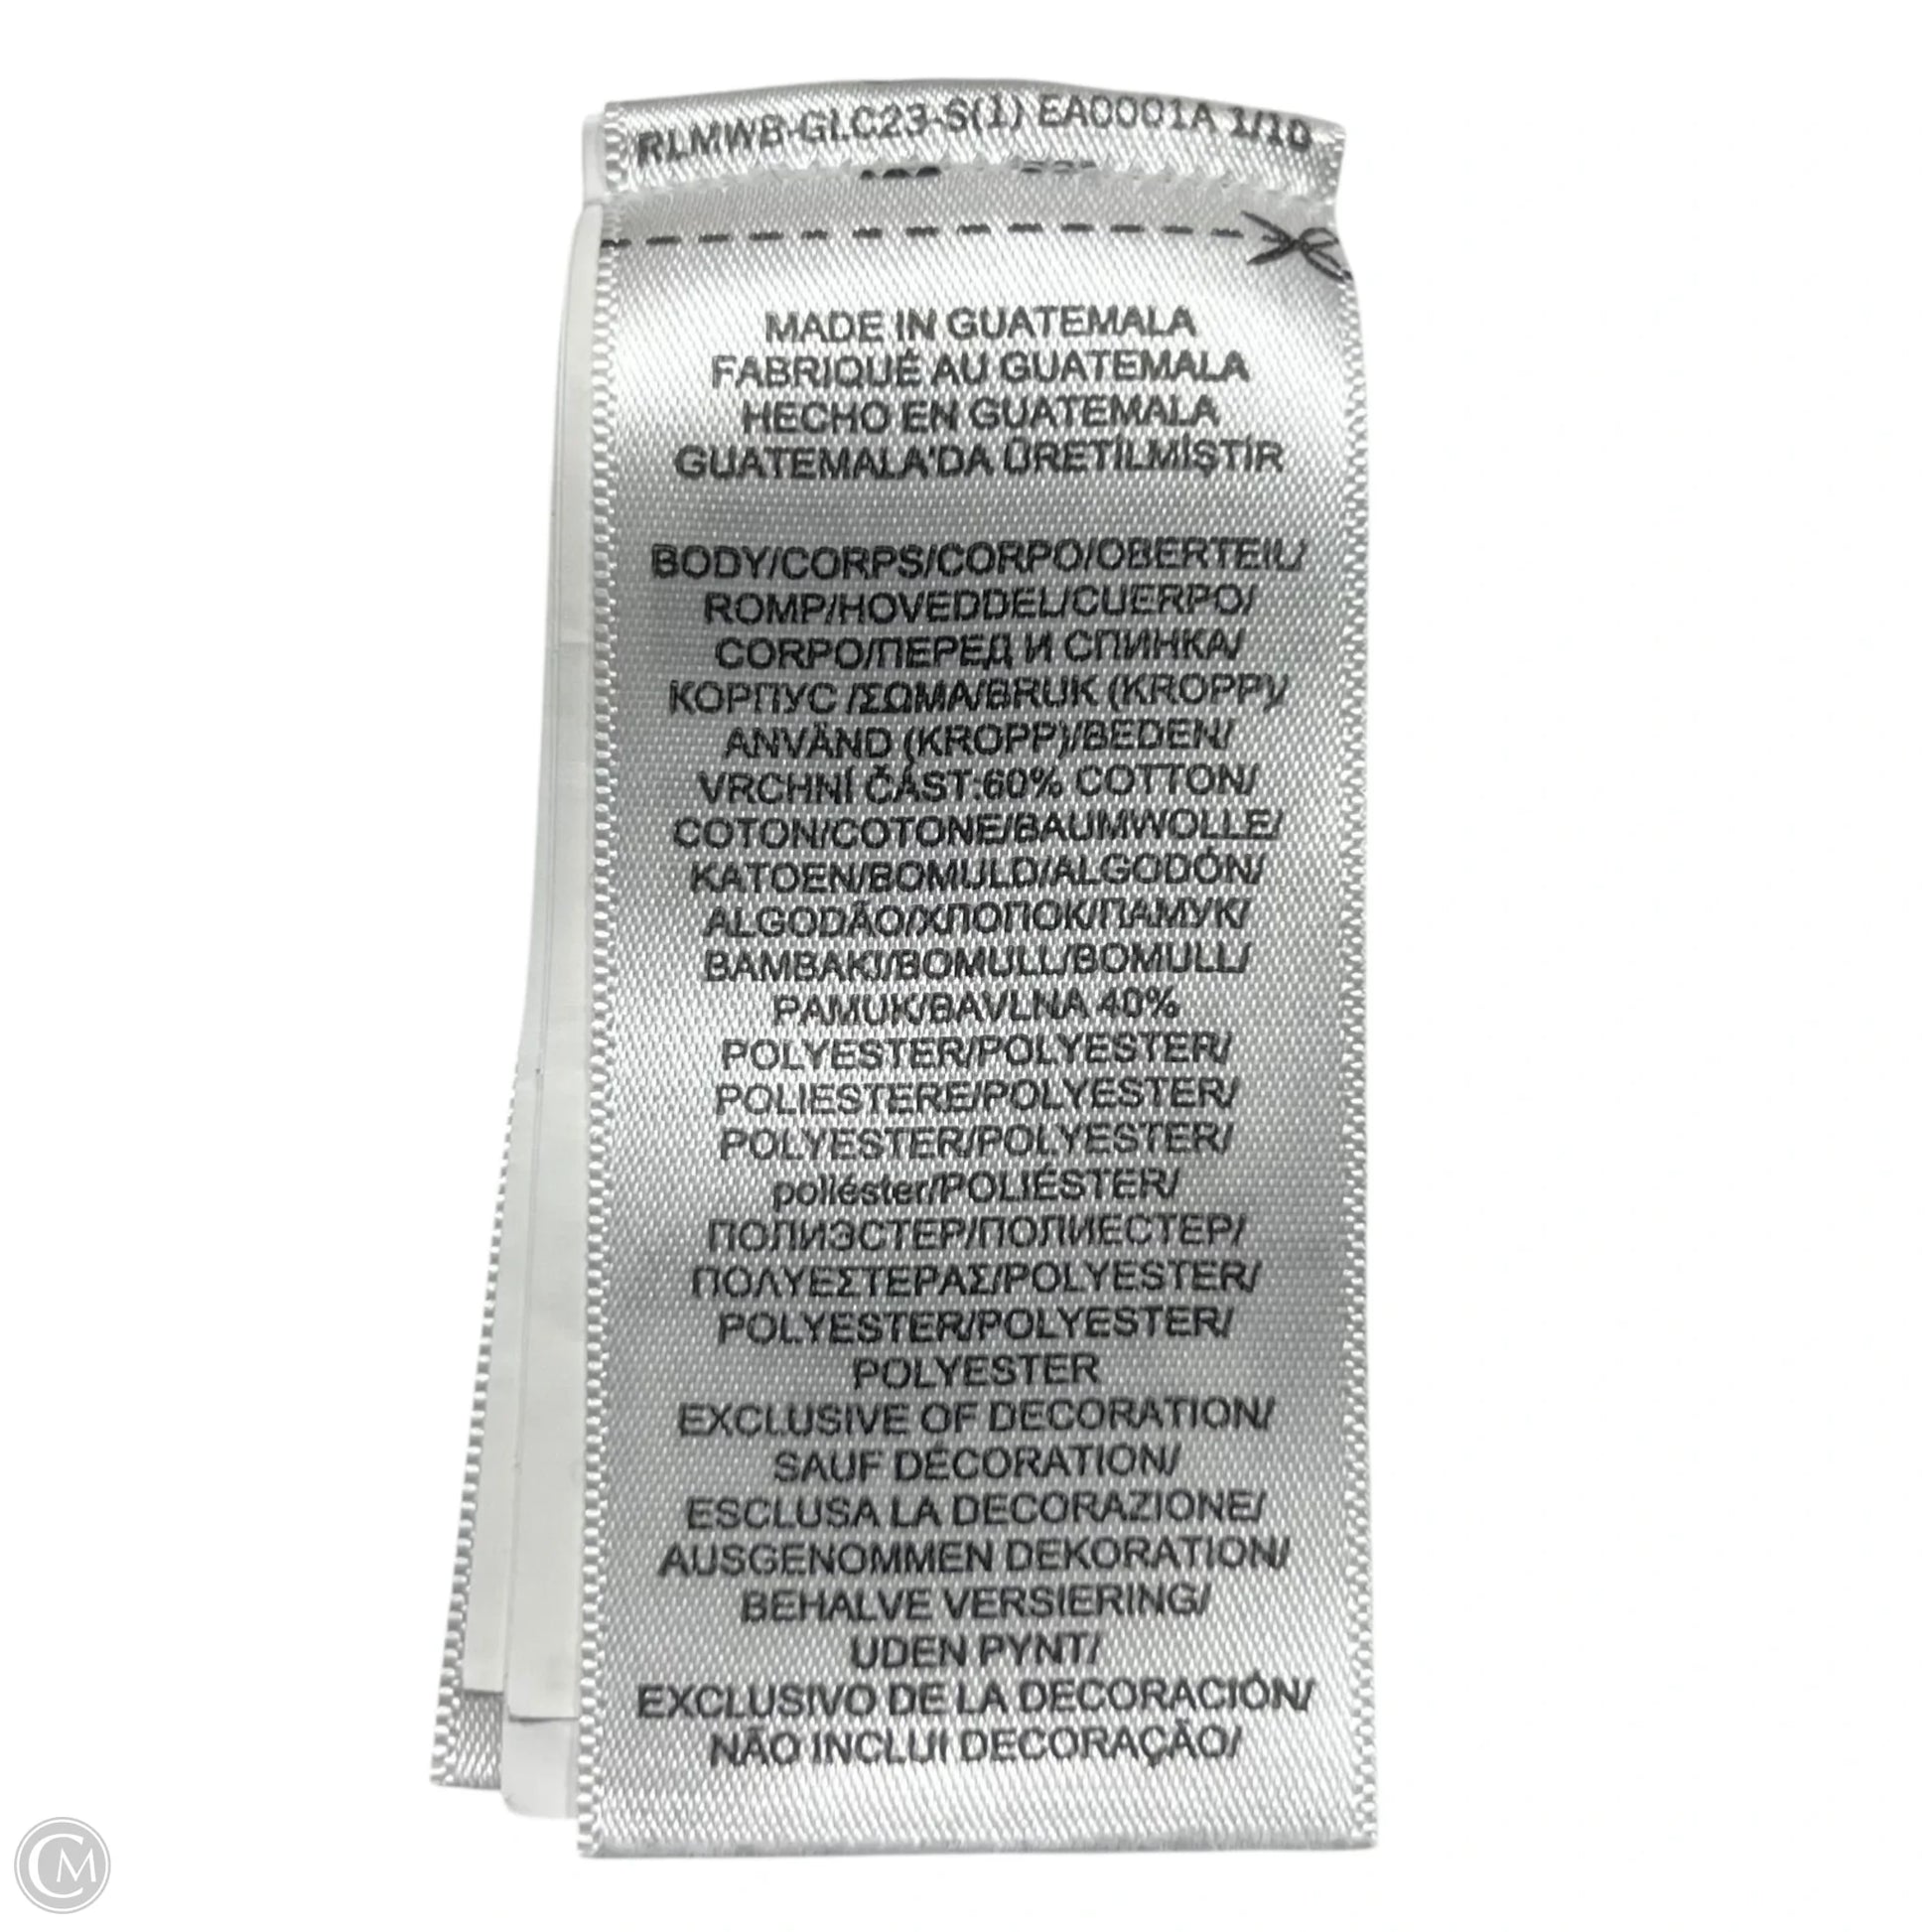 RLMWB-GLC23-S(1) EA0001A 1/10
MADE IN GUATEMALA
FABRIQUÉ AU GUATEMALA
HECHO EN GUATEMALA
GUATEMALA'DA ÜRETİLMİŞTİR
BODY/CORPS/CORPO/OBERTEIL/
ROMP/HOVEDDEL/CUERPO/
CORPO/ПЕРЕД И СПИНКА/
КОРПУС /ΣΩΜΑ/BRUK (KROPP)/
ANVÄND (KROPP)/BEDEN/
VRCHNÍ ČÁST:60% COTTON/
COTON/COTONE/BAUMWOLLE/
KATOEN/BOMULD/ALGODÓN/
ALGODÃO/ХЛОПОК/ПАМУК/
BAMBAKI/BOMULL/BOMULL/
PAMUK/BAVLNA 40%
POLYESTER/POLYESTER/
POLIESTERE/POLYESTER/
POLYESTER/POLYESTER/
poliéster/POLIÉSTER/
ПОЛИЭСТЕР/ПОЛИЕСТЕР/
ΠΟΛΥΕΣΤΕΡΑΣ/POLYESTER/
POLYESTER/POLYESTER/
POLYESTER
EXCLUSIVE OF DECORATION/
SAUF DÉCORATION/
ESCLUSA LA DECORAZIONE/
AUSGENOMMEN DEKORATION/
BEHALVE VERSIERING/
UDEN PYNT/
EXCLUSIVO DE LA DECORACIÓN/
NÃO INCLUI DECORAÇÃO/
CM